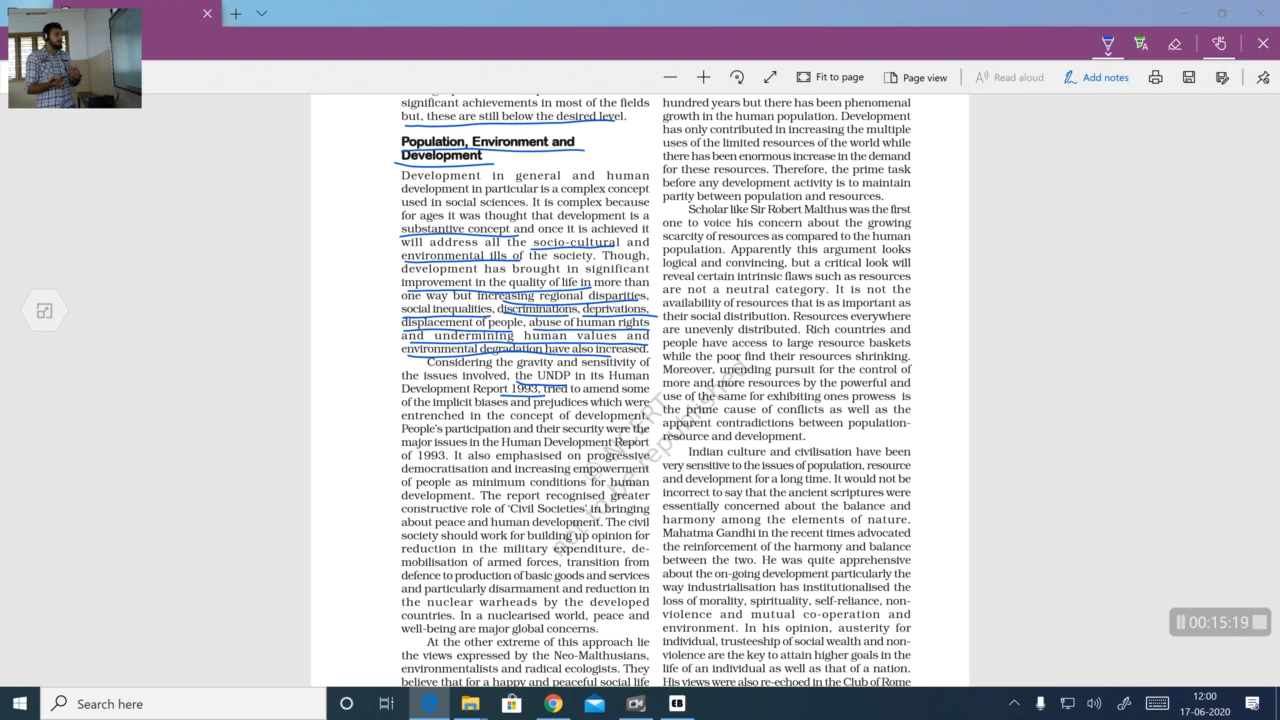 Fit to page
Page view
Read aloud
Add notes
significant achievements in most of the fields
but, these are still below the desired level.
Population, Environment and
Development
Development in general and human
development in particular is a complex concept
used in social sciences. It is complex because
for ages it was thought that development is a
substantive concept and once it is achieved it
will address all the socio-cultural and
environmental ills of the society. Though,
development has brought in significant
improvement in the quality of life in more than
one way but increasing regional disparities,
social inequalities, discriminations, deprivations,
displacement of people, abuse of human rights
and undermining human values and
environmental degradation have also increased.
Considering the gravity and sensitivity of
the issues involved, the UNDP in its Human
Development Report 1993, tried to amend some
of the implicit biases and prejudices which were
entrenched in the concept of development.
People's participation and their security were the
major issues in the Human Development Report
of 1993. It also emphasised on progressive
democratisation and increasing empowerment
of people as minimum conditions for human
development. The report recognised greater
constructive role of 'Civil Societies' in bringing
about peace and human development. The civil
society should work for building up opinion for
reduction in the military expenditure, de-
mobilisation of armed forces, transition from
defence to production of basic goods and services
and particularly disarmament and reduction in
the nuclear warheads by the developed
countries. In a nuclearised world, peace and
well-being are major global concerns.
At the other extreme of this approach lie
the views expressed by the Neo-Malthusians,
environmentalists and radical ecologists. They
believe that for a happy and peaceful social life
hundred years but there has been phenomenal
growth in the human population. Development
has only contributed in increasing the multiple
uses of the limited resources of the world while
there has been enormous increase in the demand
for these resources. Therefore, the prime task
before any development activity is to maintain
parity between population and resources.
Scholar like Sir Robert Malthus was the first
one to voice his concern about the growing
scarcity of resources as compared to the human
population. Apparently this argument looks
logical and convincing, but a critical look will
reveal certain intrinsic flaws such as resources
are not a neutral category. It is not the
availability of resources that is as important as
their social distribution. Resources everywhere
are unevenly distributed. Rich countries and
people have access to large resource baskets
while the poor find their resources shrinking.
Moreover, unending pursuit for the control of
more and more resources by the powerful and
use of the same for exhibiting ones prowess is
the prime cause of conflicts as well as the
apparent contradictions between population-
resource and development.
Indian culture and civilisation have been
very sensitive to the issues of population, resource
and development for a long time. It would not be
incorrect to say that the ancient scriptures were
essentially concerned about the balance and
harmony among the elements of nature.
Mahatma Gandhi in the recent times advocated
the reinforcement of the harmony and balance
between the two. He was quite apprehensive
about the on-going development particularly the
way industrialisation has institutionalised the
loss of morality, spirituality, self-reliance, non-
violence and mutual co-operation and
environment. In his opinion, austerity for
individual, trusteeship of social wealth and non-
violence are the key to attain higher goals in the
life of an individual as well as that of a nation.
His views were also re-echoed in the Club of Rome
© NCERT
not to be republished
00:15:19
Search here
EB
12:00
17-06-2020